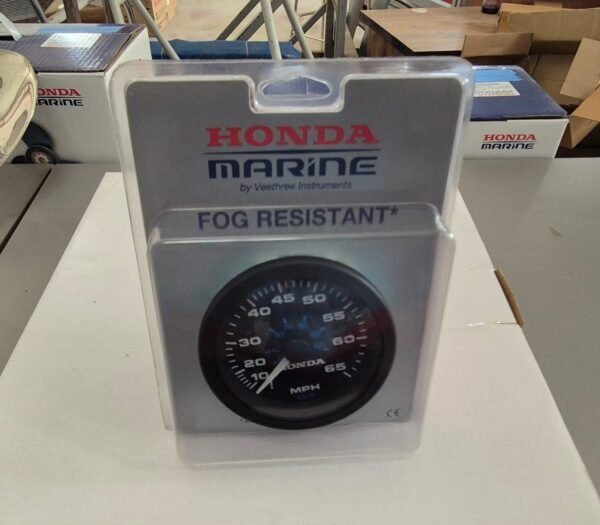 HONDA
MARINE
by Veethree Instruments
FOG RESISTANT*
45 50
40 55
30 60
20 65
10
HONDA
MPH
CE
HONDA
MARINE
HONDA
MARINE